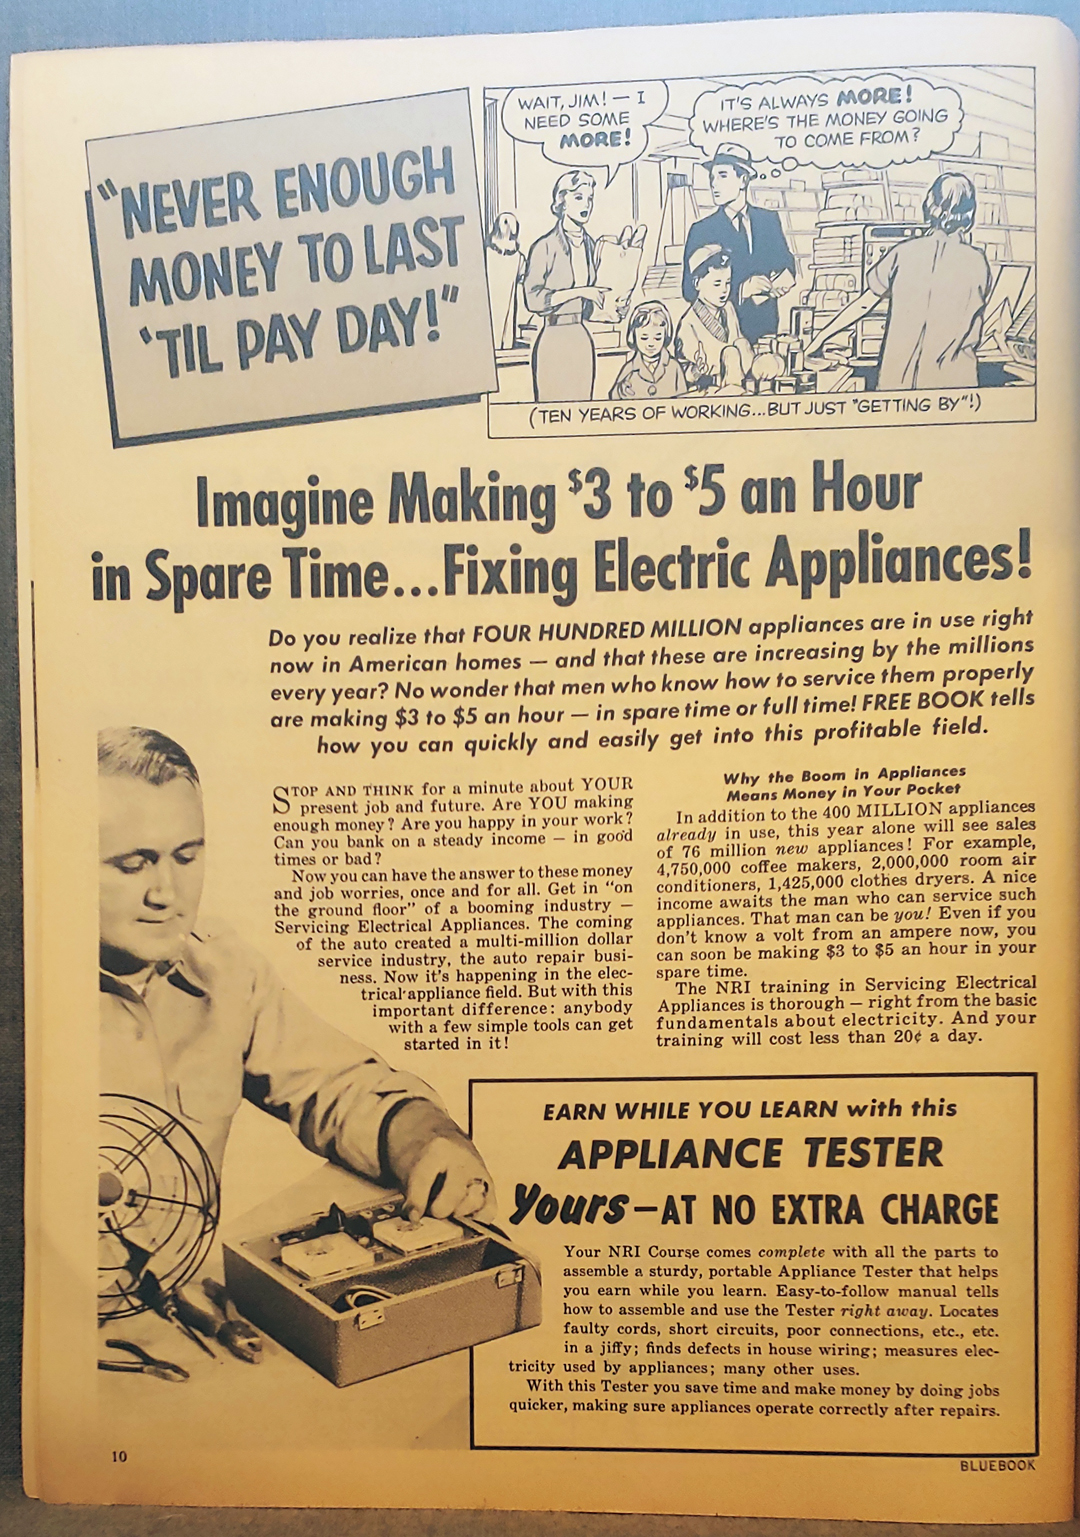 "NEVER ENOUGH
MONEY TO LAST
'TIL PAY DAY!"
WAIT, JIM! — I
NEED SOME
MORE!
IT'S ALWAYS MORE!
WHERE'S THE MONEY GOING
TO COME FROM?
(TEN YEARS OF WORKING...BUT JUST "GETTING BY"!)
Imagine Making $3 to $5 an Hour
in Spare Time...Fixing Electric Appliances!
Do you realize that FOUR HUNDRED MILLION appliances are in use right
now in American homes — and that these are increasing by the millions
every year? No wonder that men who know how to service them properly
are making $3 to $5 an hour — in spare time or full time! FREE BOOK tells
how you can quickly and easily get into this profitable field.
STOP AND THINK for a minute about YOUR
present job and future. Are YOU making
enough money? Are you happy in your work?
Can you bank on a steady income — in good
times or bad?
Now you can have the answer to these money
and job worries, once and for all. Get in "on
the ground floor" of a booming industry —
Servicing Electrical Appliances. The coming
of the auto created a multi-million dollar
service industry, the auto repair busi-
ness. Now it's happening in the elec-
trical appliance field. But with this
important difference: anybody
with a few simple tools can get
started in it!
Why the Boom in Appliances
Means Money in Your Pocket
In addition to the 400 MILLION appliances
already in use, this year alone will see sales
of 76 million new appliances! For example,
4,750,000 coffee makers, 2,000,000 room air
conditioners, 1,425,000 clothes dryers. A nice
income awaits the man who can service such
appliances. That man can be you! Even if you
don't know a volt from an ampere now, you
can soon be making $3 to $5 an hour in your
spare time.
The NRI training in Servicing Electrical
Appliances is thorough — right from the basic
fundamentals about electricity. And your
training will cost less than 20¢ a day.
EARN WHILE YOU LEARN with this
APPLIANCE TESTER
Yours—AT NO EXTRA CHARGE
Your NRI Course comes complete with all the parts to
assemble a sturdy, portable Appliance Tester that helps
you earn while you learn. Easy-to-follow manual tells
how to assemble and use the Tester right away. Locates
faulty cords, short circuits, poor connections, etc., etc.
in a jiffy; finds defects in house wiring; measures elec-
tricity used by appliances; many other uses.
With this Tester you save time and make money by doing jobs
quicker, making sure appliances operate correctly after repairs.
10
BLUEBOOK